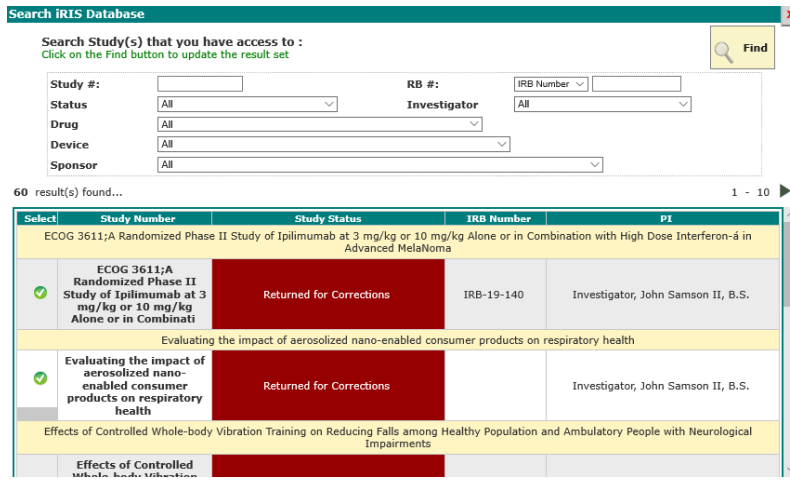 Search iRIS Database
Search Study(s) that you have access to :
Click on the Find button to update the result set
Find
Study #:
RB #:
IRB Number
Status
All
Investigator
All
Drug
All
Device
All
Sponsor
All
60 result(s) found...
1 - 10
Select Study Number Study Status IRB Number PI
ECOG 3611;A Randomized Phase II Study of Ipilimumab at 3 mg/kg or 10 mg/kg Alone or in Combination with High Dose Interferon-á in
Advanced MelaNoma
ECOG 3611;A
Randomized Phase II
Study of Ipilimumab at 3
mg/kg or 10 mg/kg
Alone or in Combinati
Returned for Corrections
IRB-19-140
Investigator, John Samson II, B.S.
Evaluating the impact of aerosolized nano-enabled consumer products on respiratory health
Evaluating the impact of
aerosolized nano-
enabled consumer
products on respiratory
health
Returned for Corrections
Investigator, John Samson II, B.S.
Effects of Controlled Whole-body Vibration Training on Reducing Falls among Healthy Population and Ambulatory People with Neurological
Impairments
Effects of Controlled
Whole-body Vibration